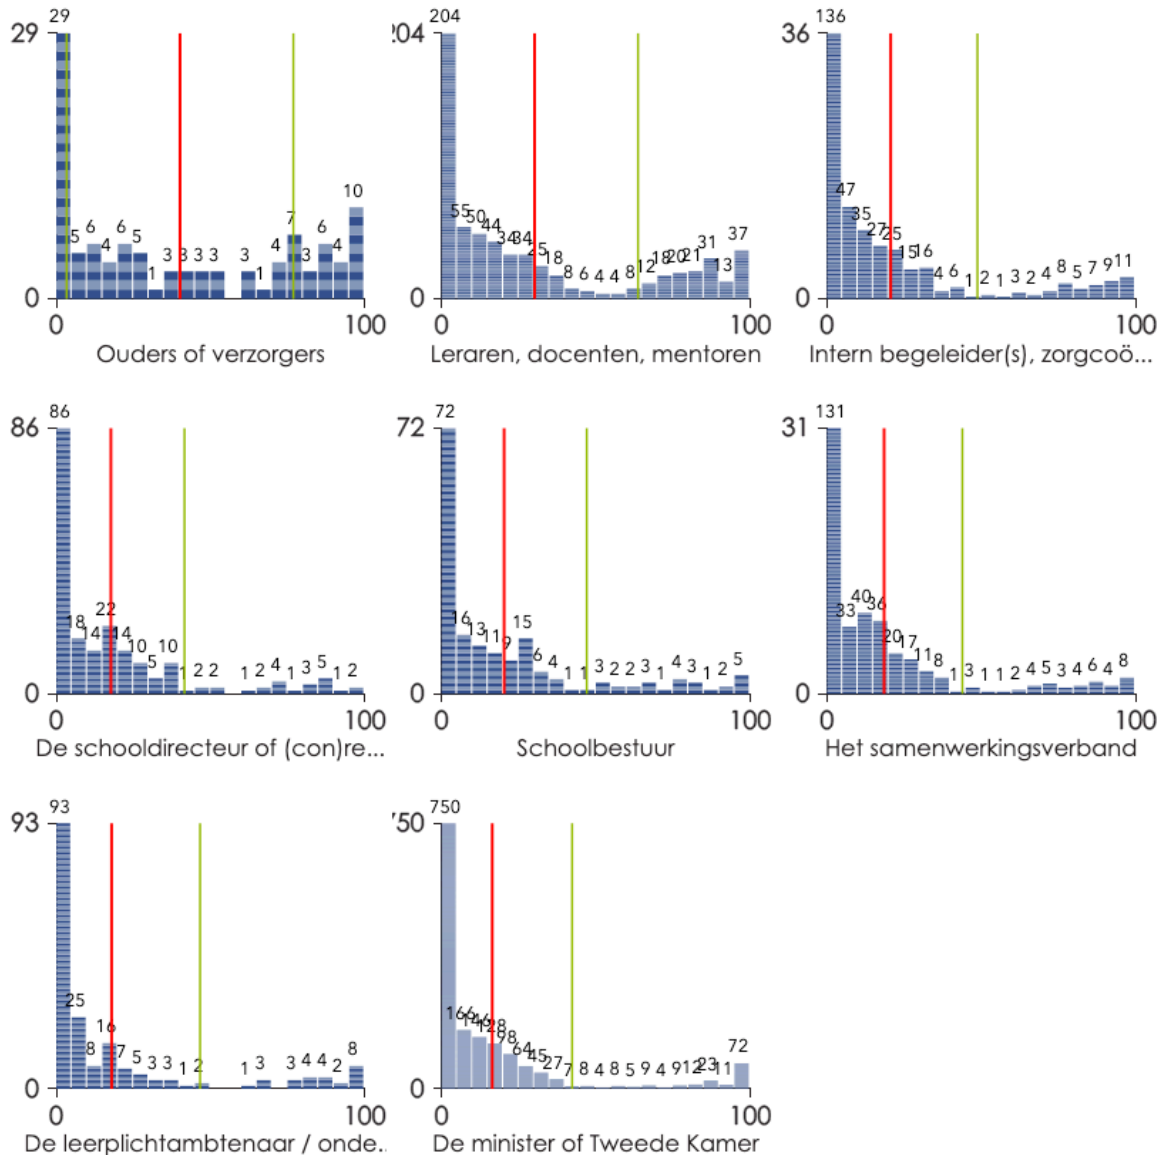 29
29
5 6 4 6 5 1 3 3 3 3 3 1 4 7 3 6 4 10
0
0 100
Ouders of verzorgers
204
204
55 50 44 34 34 25 18 8 6 4 4 8 12 18 20 21 31 13 37
0
0 100
Leraren, docenten, mentoren
136
36
47 35 27 25 15 16 4 6 1 2 1 3 2 4 8 5 7 9 11
0
0 100
Intern begeleider(s), zorgcoö...
86
86
18 14 22 14 10 5 10 1 2 2 1 2 4 1 3 5 1 2
0
0 100
De schooldirecteur of (con)re...
72
72
16 13 11 9 15 6 4 1 1 3 2 2 3 1 4 3 1 2 5
0
0 100
Schoolbestuur
131
31
33 40 36 20 17 11 8 1 3 1 1 2 4 5 3 4 6 4 8
0
0 100
Het samenwerkingsverband
93
93
25 8 16 7 5 3 3 1 2 1 3 3 4 4 2 8
0
0 100
De leerplichtambtenaar / onde..
750
750
166 146 128 98 64 45 27 7 8 4 8 5 9 4 9 12 23 11 72
0
0 100
De minister of Tweede Kamer